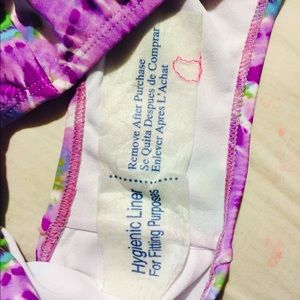 Hygienic Liner
For Fitting Purposes
Remove After Purchase
Se Quita Despues de Comprar
Enlever Apres L'Achat